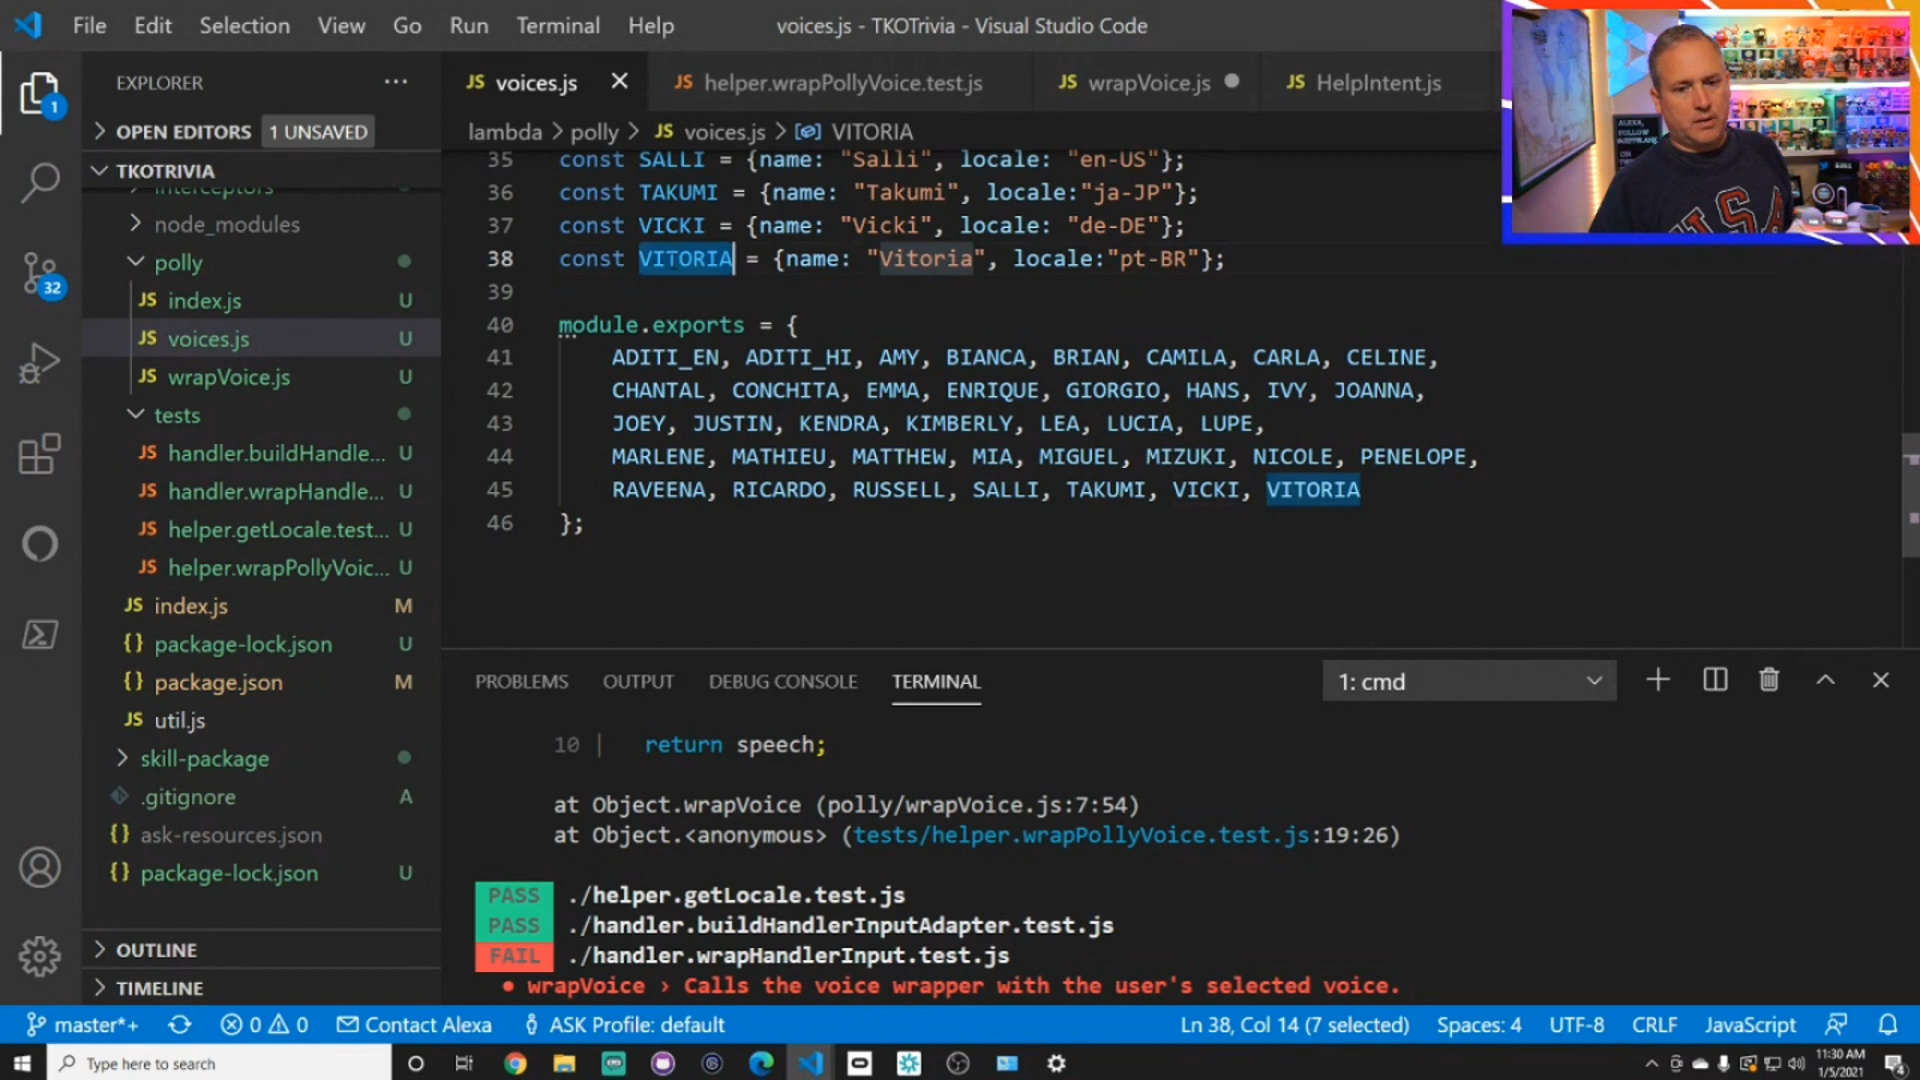 File Edit Selection View Go Run Terminal Help voices.js - TKOTrivia - Visual Studio Code
EXPLORER ···
JS voices.js JS helper.wrapPollyVoice.test.js JS wrapVoice.js JS HelpIntent.js
OPEN EDITORS 1 UNSAVED
lambda > polly > JS voices.js > VITORIA
TKOTRIVIA
interceptors
node_modules
polly
JS index.js U
JS voices.js U
JS wrapVoice.js U
tests
JS handler.buildHandle... U
JS handler.wrapHandle... U
JS helper.getLocale.test... U
JS helper.wrapPollyVoic... U
JS index.js M
{} package-lock.json U
{} package.json M
JS util.js
skill-package
.gitignore A
{} ask-resources.json
{} package-lock.json U
OUTLINE
TIMELINE
1
32
35 const SALLI = {name: "Salli", locale: "en-US"};
36 const TAKUMI = {name: "Takumi", locale:"ja-JP"};
37 const VICKI = {name: "Vicki", locale: "de-DE"};
38 const VITORIA = {name: "Vitoria", locale:"pt-BR"};
39
40 module.exports = {
41 ADITI_EN, ADITI_HI, AMY, BIANCA, BRIAN, CAMILA, CARLA, CELINE,
42 CHANTAL, CONCHITA, EMMA, ENRIQUE, GIORGIO, HANS, IVY, JOANNA,
43 JOEY, JUSTIN, KENDRA, KIMBERLY, LEA, LUCIA, LUPE,
44 MARLENE, MATHIEU, MATTHEW, MIA, MIGUEL, MIZUKI, NICOLE, PENELOPE,
45 RAVEENA, RICARDO, RUSSELL, SALLI, TAKUMI, VICKI, VITORIA
46 };
PROBLEMS OUTPUT DEBUG CONSOLE TERMINAL 1: cmd
10 | return speech;
at Object.wrapVoice (polly/wrapVoice.js:7:54)
at Object.<anonymous> (tests/helper.wrapPollyVoice.test.js:19:26)
PASS ./helper.getLocale.test.js
PASS ./handler.buildHandlerInputAdapter.test.js
FAIL ./handler.wrapHandlerInput.test.js
● wrapVoice › Calls the voice wrapper with the user's selected voice.
master*+ 0 0 Contact Alexa ASK Profile: default Ln 38, Col 14 (7 selected) Spaces: 4 UTF-8 CRLF JavaScript
Type here to search
11:30 AM
1/5/2021
4
ALEXA,
FOLLOW
ON
USA